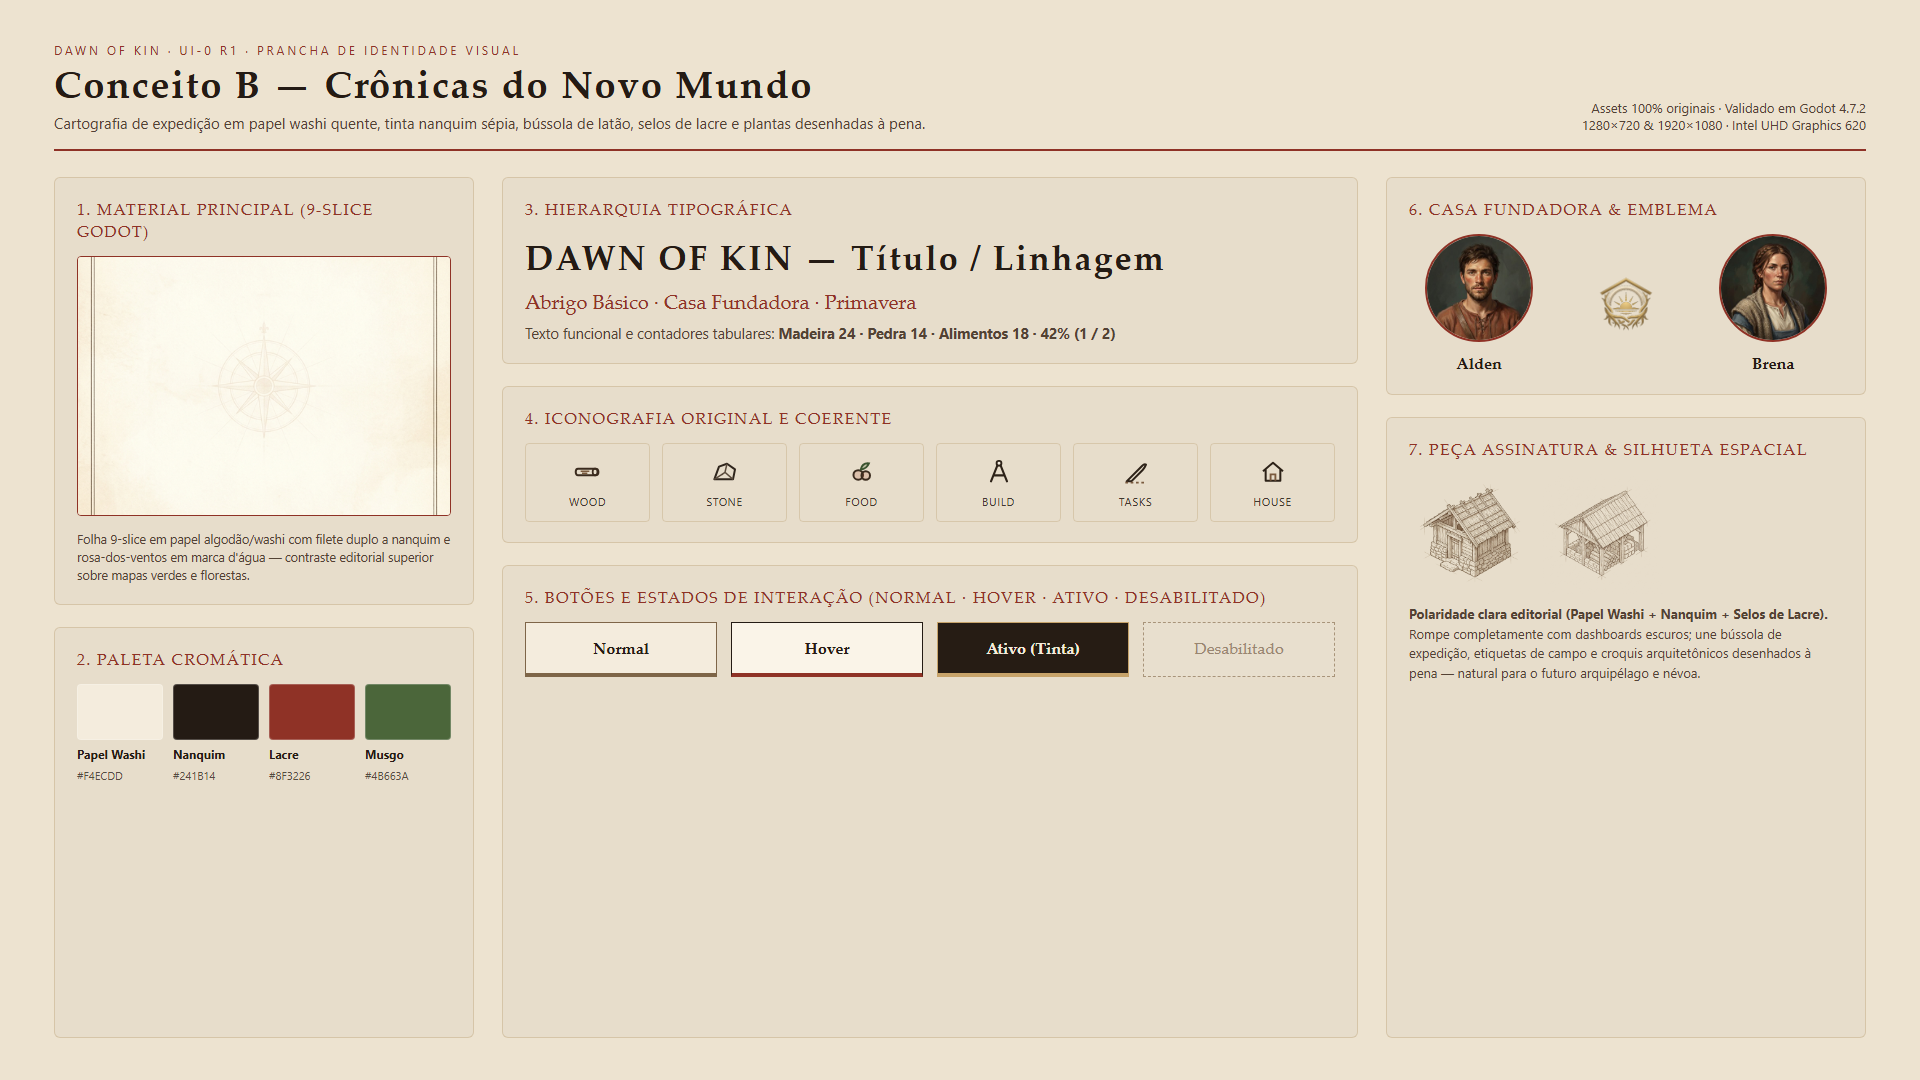 DAWN OF KIN · UI-0 R1 · PRANCHA DE IDENTIDADE VISUAL
Conceito B — Crônicas do Novo Mundo
Cartografia de expedição em papel washi quente, tinta nanquim sépia, bússola de latão, selos de lacre e plantas desenhadas à pena.
Assets 100% originais · Validado em Godot 4.7.2
1280×720 & 1920×1080 · Intel UHD Graphics 620
1. MATERIAL PRINCIPAL (9-SLICE
GODOT)
Folha 9-slice em papel algodão/washi com filete duplo a nanquim e
rosa-dos-ventos em marca d'água — contraste editorial superior
sobre mapas verdes e florestas.
2. PALETA CROMÁTICA
Papel Washi
#F4ECDD
Nanquim
#241B14
Lacre
#8F3226
Musgo
#4B663A
3. HIERARQUIA TIPOGRÁFICA
DAWN OF KIN — Título / Linhagem
Abrigo Básico · Casa Fundadora · Primavera
Texto funcional e contadores tabulares: Madeira 24 · Pedra 14 · Alimentos 18 · 42% (1 / 2)
4. ICONOGRAFIA ORIGINAL E COERENTE
WOOD
STONE
FOOD
BUILD
TASKS
HOUSE
5. BOTÕES E ESTADOS DE INTERAÇÃO (NORMAL · HOVER · ATIVO · DESABILITADO)
Normal
Hover
Ativo (Tinta)
Desabilitado
6. CASA FUNDADORA & EMBLEMA
Alden
Brena
7. PEÇA ASSINATURA & SILHUETA ESPACIAL
Polaridade clara editorial (Papel Washi + Nanquim + Selos de Lacre).
Rompe completamente com dashboards escuros; une bússola de
expedição, etiquetas de campo e croquis arquitetônicos desenhados à
pena — natural para o futuro arquipélago e névoa.